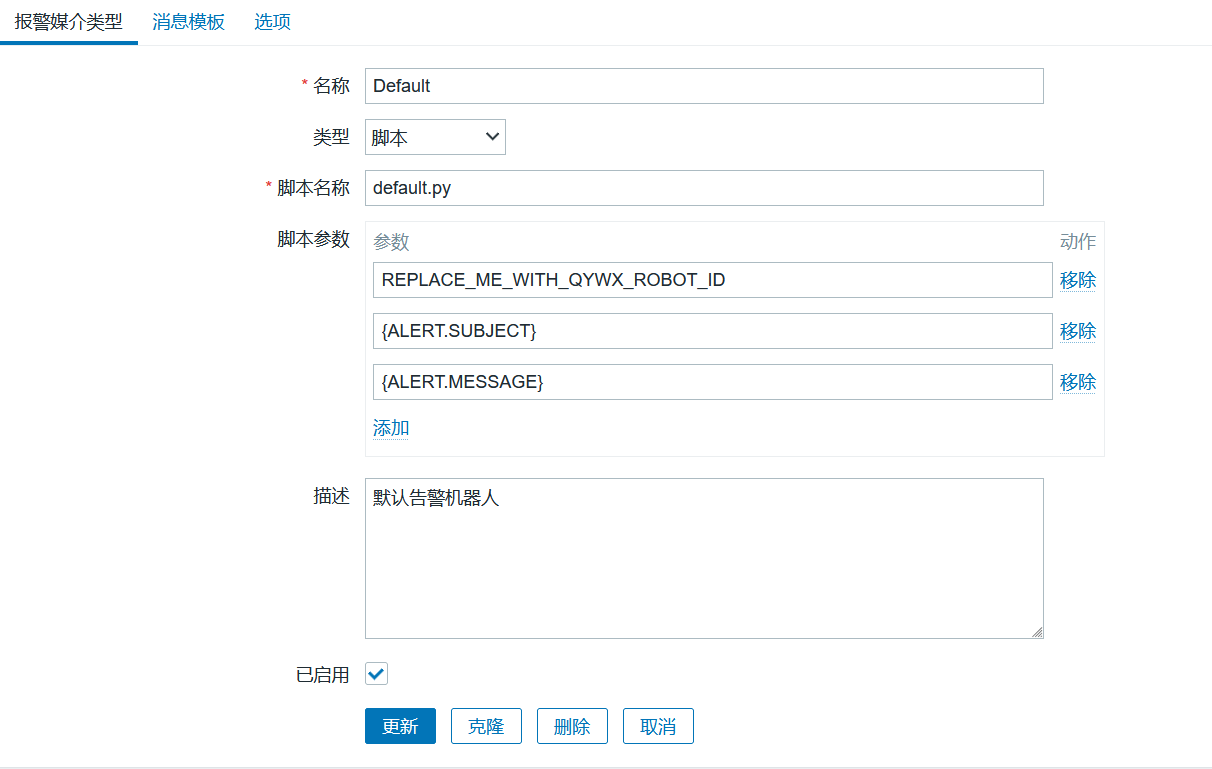 报警媒介类型 消息模板 选项
* 名称 Default
类型 脚本
* 脚本名称 default.py
脚本参数 参数 动作
REPLACE_ME_WITH_QYWX_ROBOT_ID 移除
{ALERT.SUBJECT} 移除
{ALERT.MESSAGE} 移除
添加
描述 默认告警机器人
已启用
更新 克隆 删除 取消